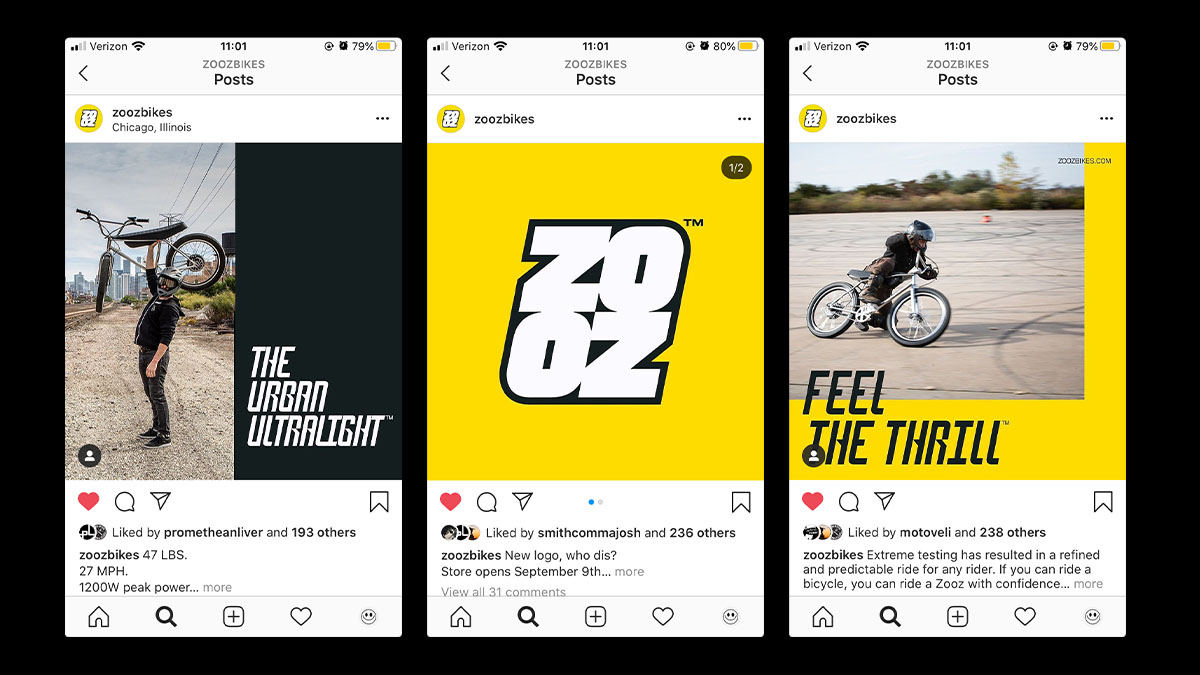 Verizon 11:01 79%
ZOOZBIKES
Posts
zoozbikes
Chicago, Illinois
THE
URBAN
ULTRALIGHT™
Liked by prometheanliver and 193 others
zoozbikes 47 LBS.
27 MPH.
1200W peak power... more
Verizon 11:01 80%
ZOOZBIKES
Posts
zoozbikes
1/2
ZO
OZ
™
Liked by smithcommajosh and 236 others
zoozbikes New logo, who dis?
Store opens September 9th... more
View all 31 comments
Verizon 11:01 79%
ZOOZBIKES
Posts
zoozbikes
ZOOZBIKES.COM
FEEL
THE THRILL™
Liked by motoveli and 238 others
zoozbikes Extreme testing has resulted in a refined
and predictable ride for any rider. If you can ride a
bicycle, you can ride a Zooz with confidence... more